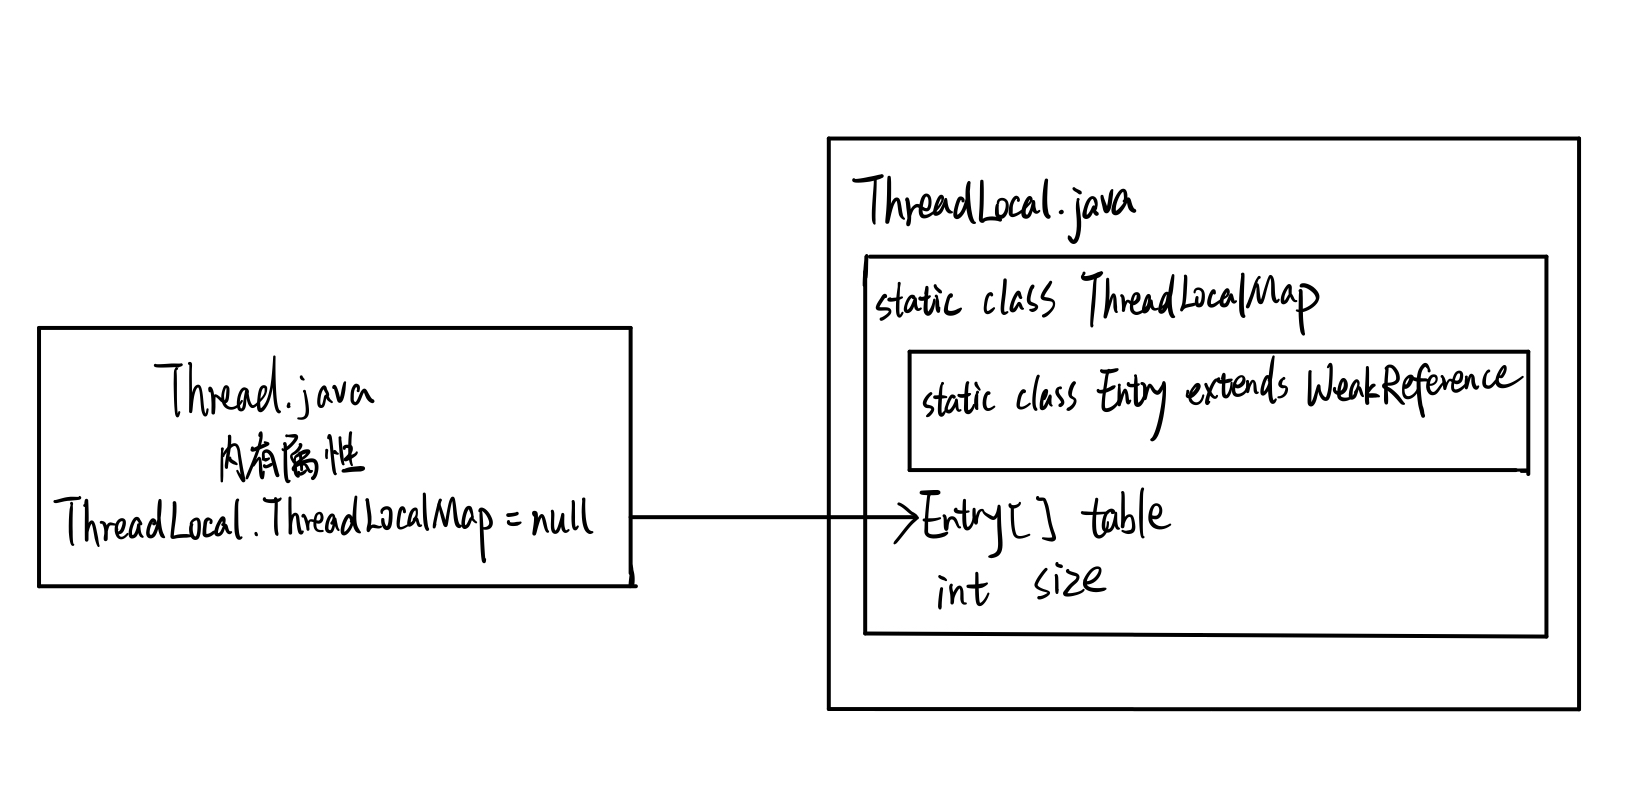 Thread.java
内有属性
ThreadLocal.ThreadLocalMap = null
ThreadLocal.java
static class ThreadLocalMap
static class Entry extends WeakReference
Entry[] table
int size